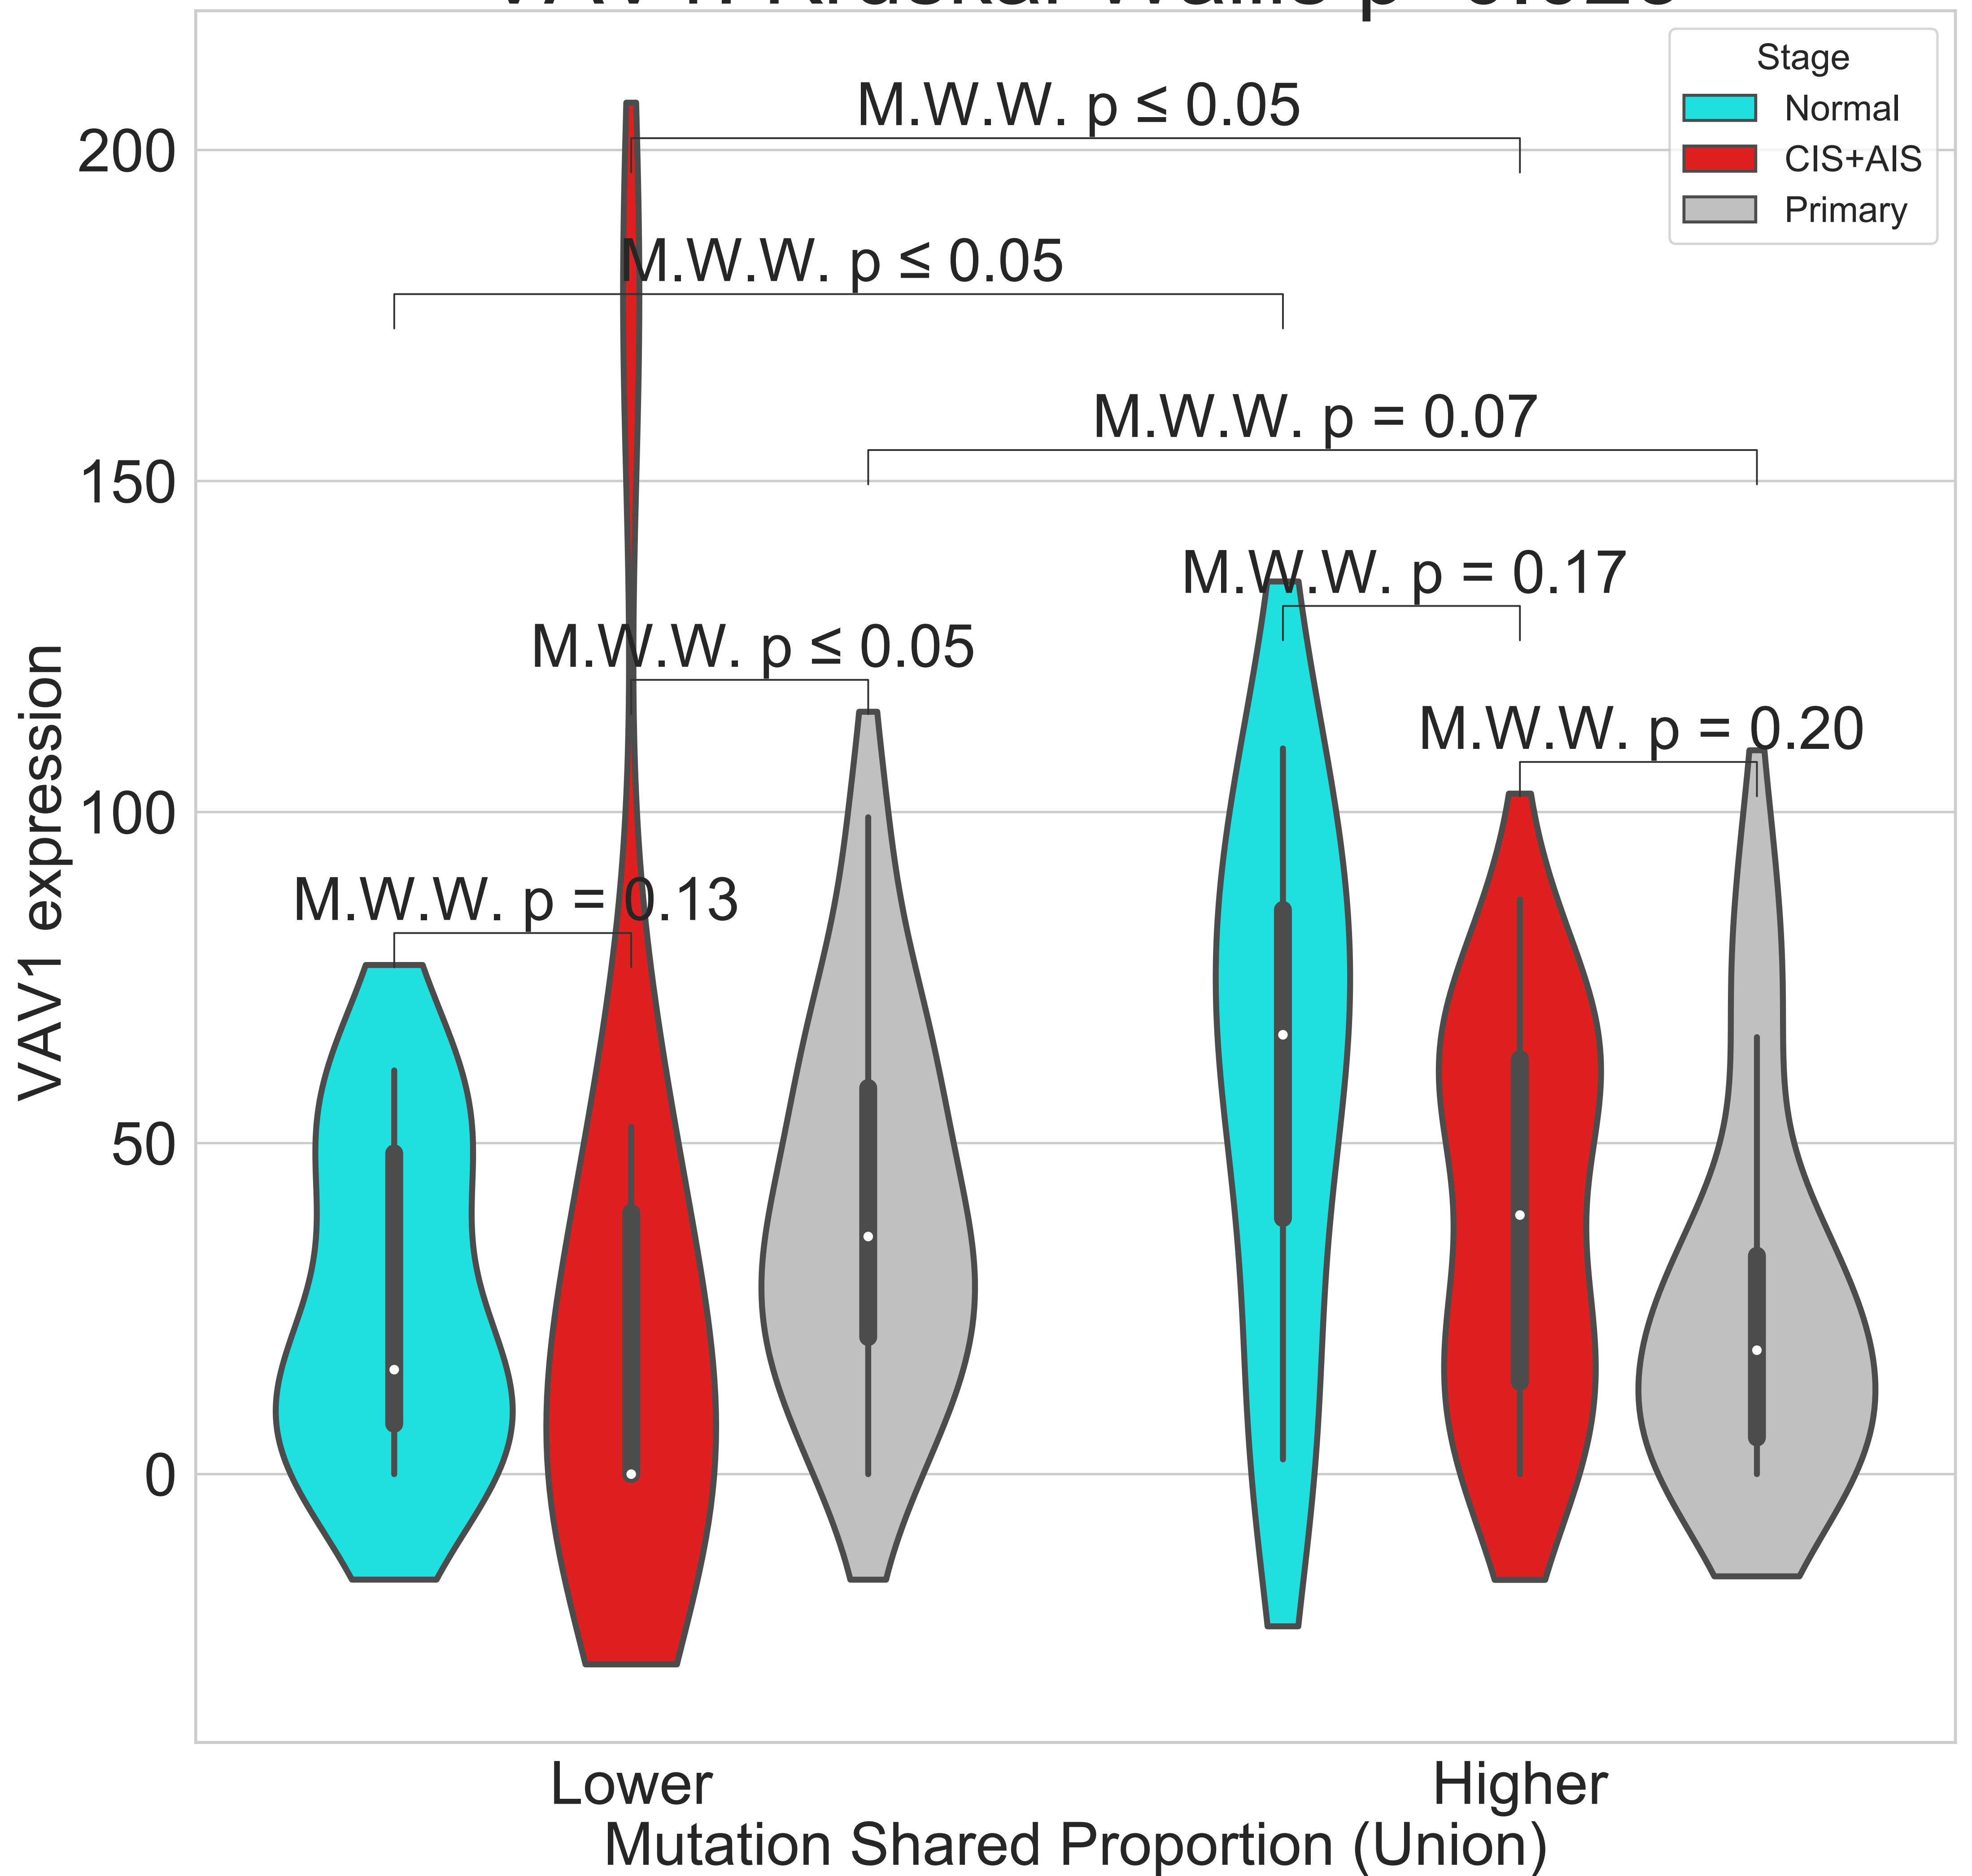 Stage
Normal
CIS+AIS
Primary
M.W.W. p ≤ 0.05
M.W.W. p ≤ 0.05
M.W.W. p = 0.07
M.W.W. p = 0.17
M.W.W. p ≤ 0.05
M.W.W. p = 0.20
M.W.W. p = 0.13
200
150
100
50
0
VAV1 expression
Lower
Higher
Mutation Shared Proportion (Union)